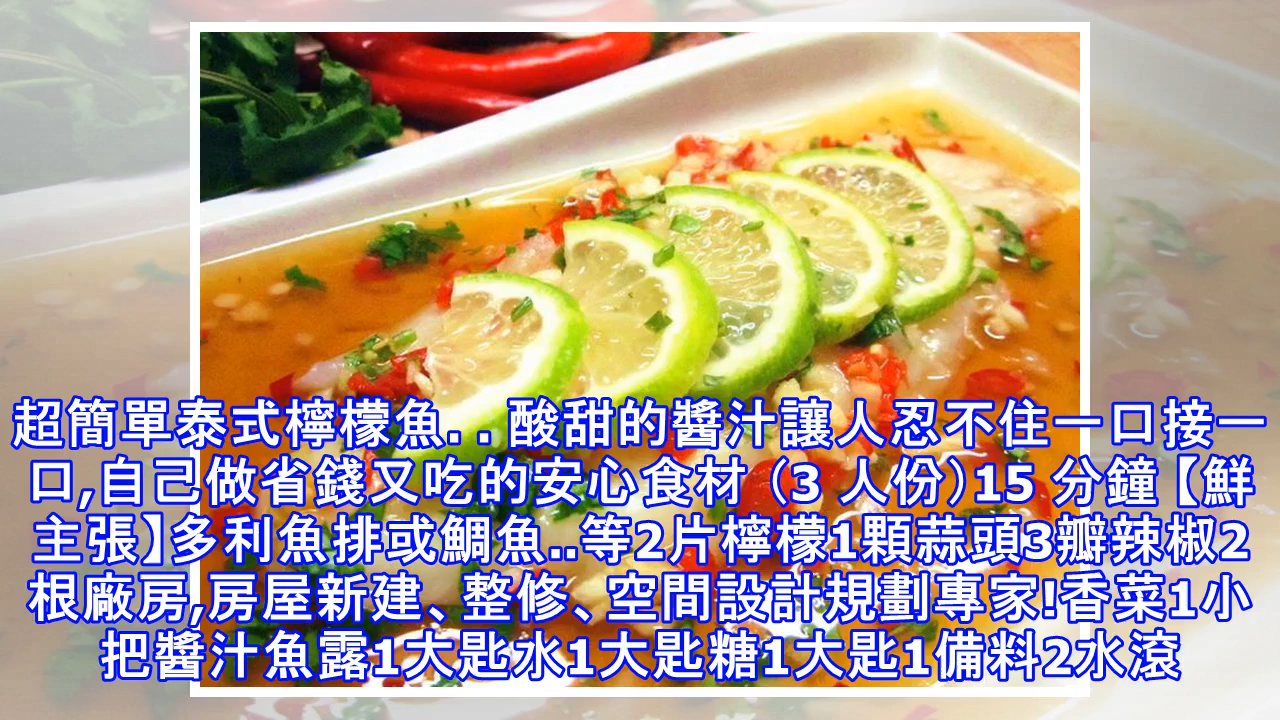 超簡單泰式檸檬魚. . 酸甜的醬汁讓人忍不住一口接一
口,自己做省錢又吃的安心食材（3 人份）15 分鐘【鮮
主張】多利魚排或鯛魚..等2片檸檬1顆蒜頭3瓣辣椒2
根廠房,房屋新建、整修、空間設計規劃專家!香菜1小
把醬汁魚露1大匙水1大匙糖1大匙1備料2水滾